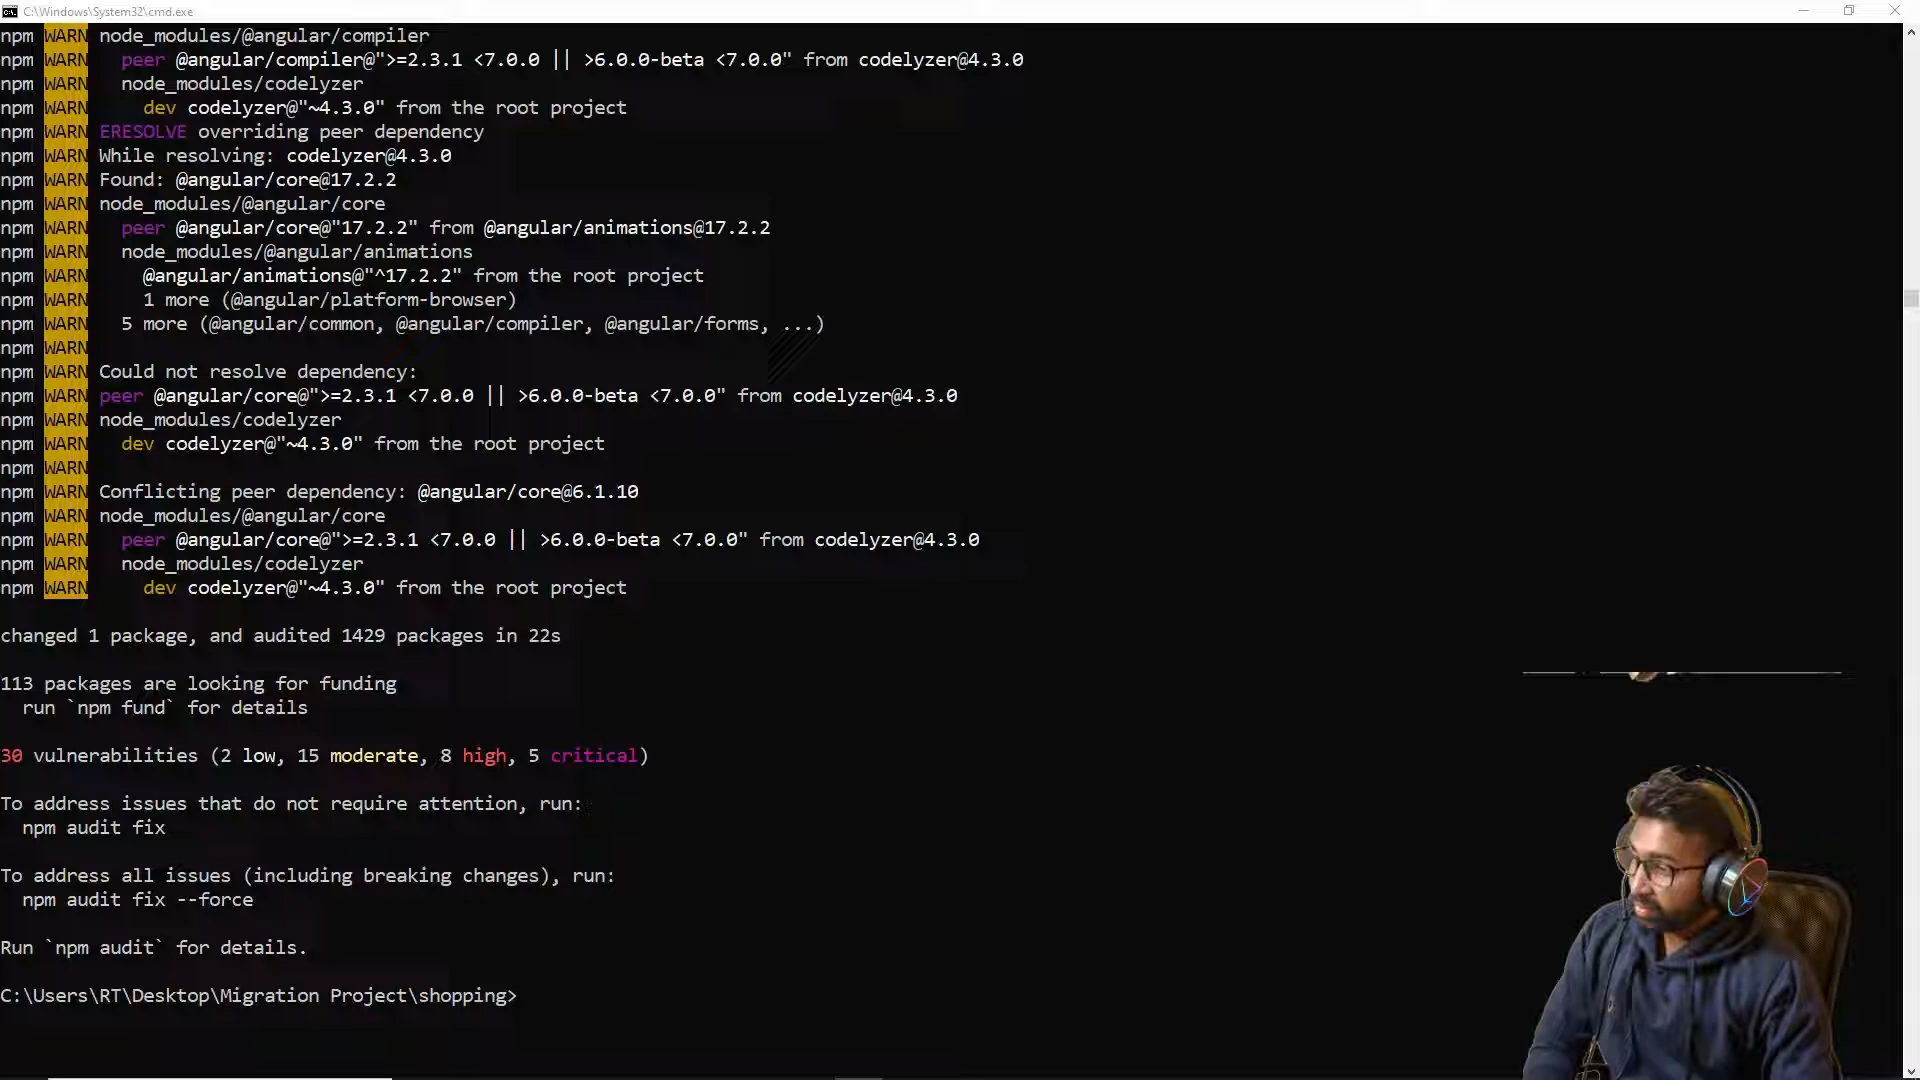 C:\Windows\System32\cmd.exe
npm WARN node_modules/@angular/compiler
npm WARN   peer @angular/compiler@">=2.3.1 <7.0.0 || >6.0.0-beta <7.0.0" from codelyzer@4.3.0
npm WARN   node_modules/codelyzer
npm WARN     dev codelyzer@"~4.3.0" from the root project
npm WARN ERESOLVE overriding peer dependency
npm WARN While resolving: codelyzer@4.3.0
npm WARN Found: @angular/core@17.2.2
npm WARN node_modules/@angular/core
npm WARN   peer @angular/core@"17.2.2" from @angular/animations@17.2.2
npm WARN   node_modules/@angular/animations
npm WARN     @angular/animations@"^17.2.2" from the root project
npm WARN     1 more (@angular/platform-browser)
npm WARN   5 more (@angular/common, @angular/compiler, @angular/forms, ...)
npm WARN
npm WARN Could not resolve dependency:
npm WARN peer @angular/core@">=2.3.1 <7.0.0 || >6.0.0-beta <7.0.0" from codelyzer@4.3.0
npm WARN node_modules/codelyzer
npm WARN   dev codelyzer@"~4.3.0" from the root project
npm WARN
npm WARN Conflicting peer dependency: @angular/core@6.1.10
npm WARN node_modules/@angular/core
npm WARN   peer @angular/core@">=2.3.1 <7.0.0 || >6.0.0-beta <7.0.0" from codelyzer@4.3.0
npm WARN   node_modules/codelyzer
npm WARN     dev codelyzer@"~4.3.0" from the root project
changed 1 package, and audited 1429 packages in 22s
113 packages are looking for funding
  run `npm fund` for details
30 vulnerabilities (2 low, 15 moderate, 8 high, 5 critical)
To address issues that do not require attention, run:
  npm audit fix
To address all issues (including breaking changes), run:
  npm audit fix --force
Run `npm audit` for details.
C:\Users\RT\Desktop\Migration Project\shopping>